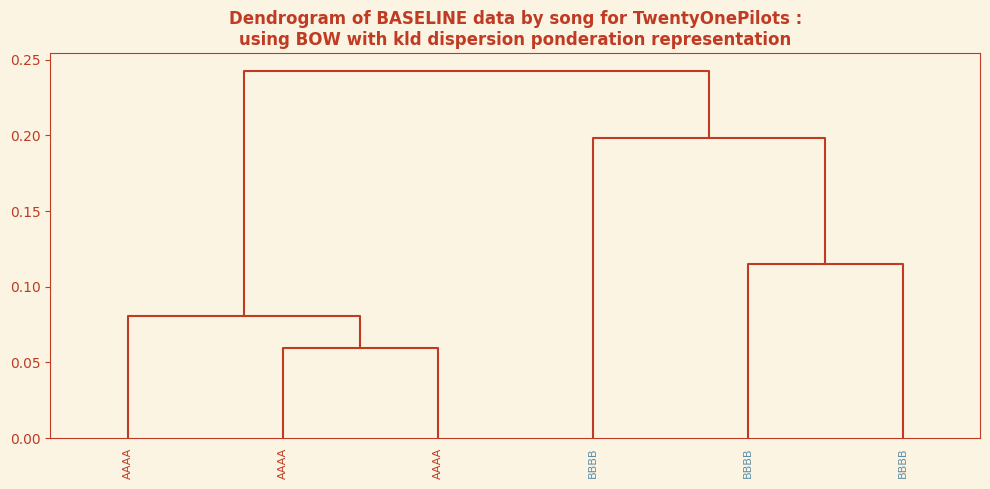 Dendrogram of BASELINE data by song for TwentyOnePilots :
using BOW with kld dispersion ponderation representation
0.25
0.20
0.15
0.10
0.05
0.00
AAAA
AAAA
AAAA
BBBB
BBBB
BBBB